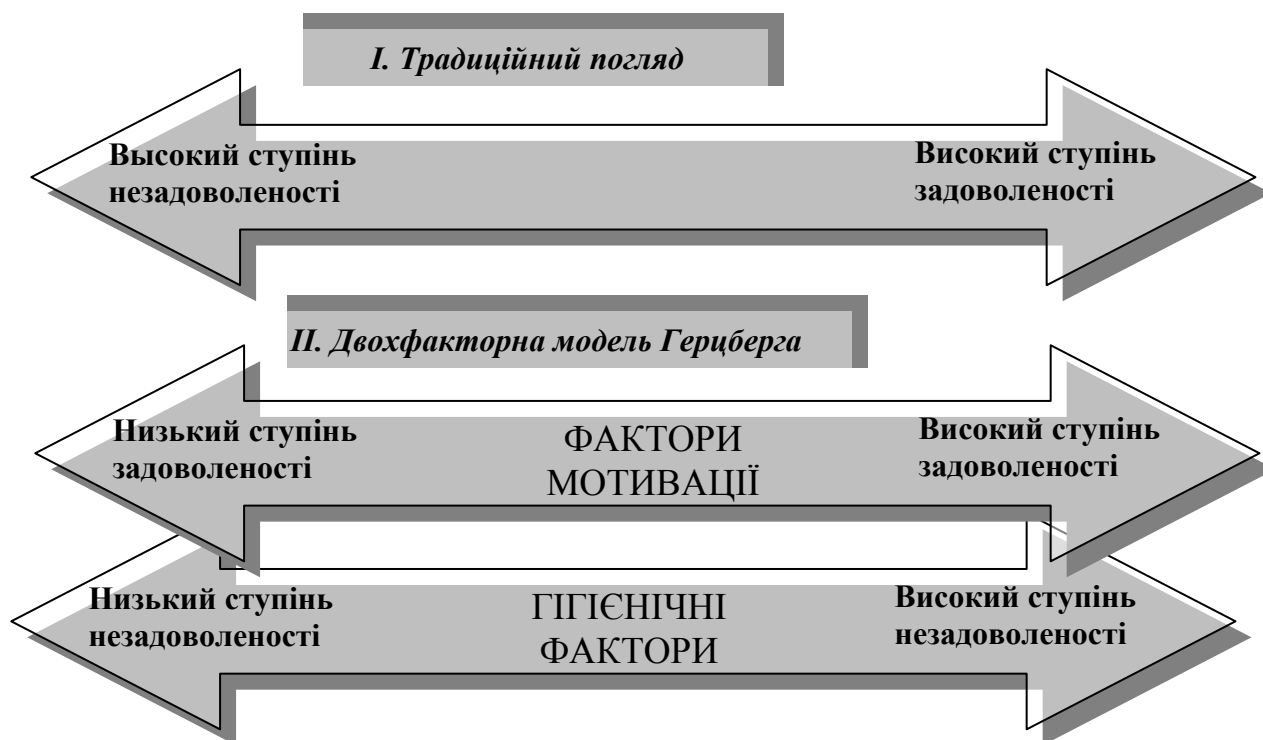 I. Традиційний погляд
Высокий ступінь
незадоволеності
Високий ступінь
задоволеності
II. Двохфакторна модель Герцберга
Низький ступінь
задоволеності
ФАКТОРИ
МОТИВАЦІЇ
Високий ступінь
задоволеності
Низький ступінь
незадоволеності
ГІГІЄНІЧНІ
ФАКТОРИ
Високий ступінь
незадоволеності